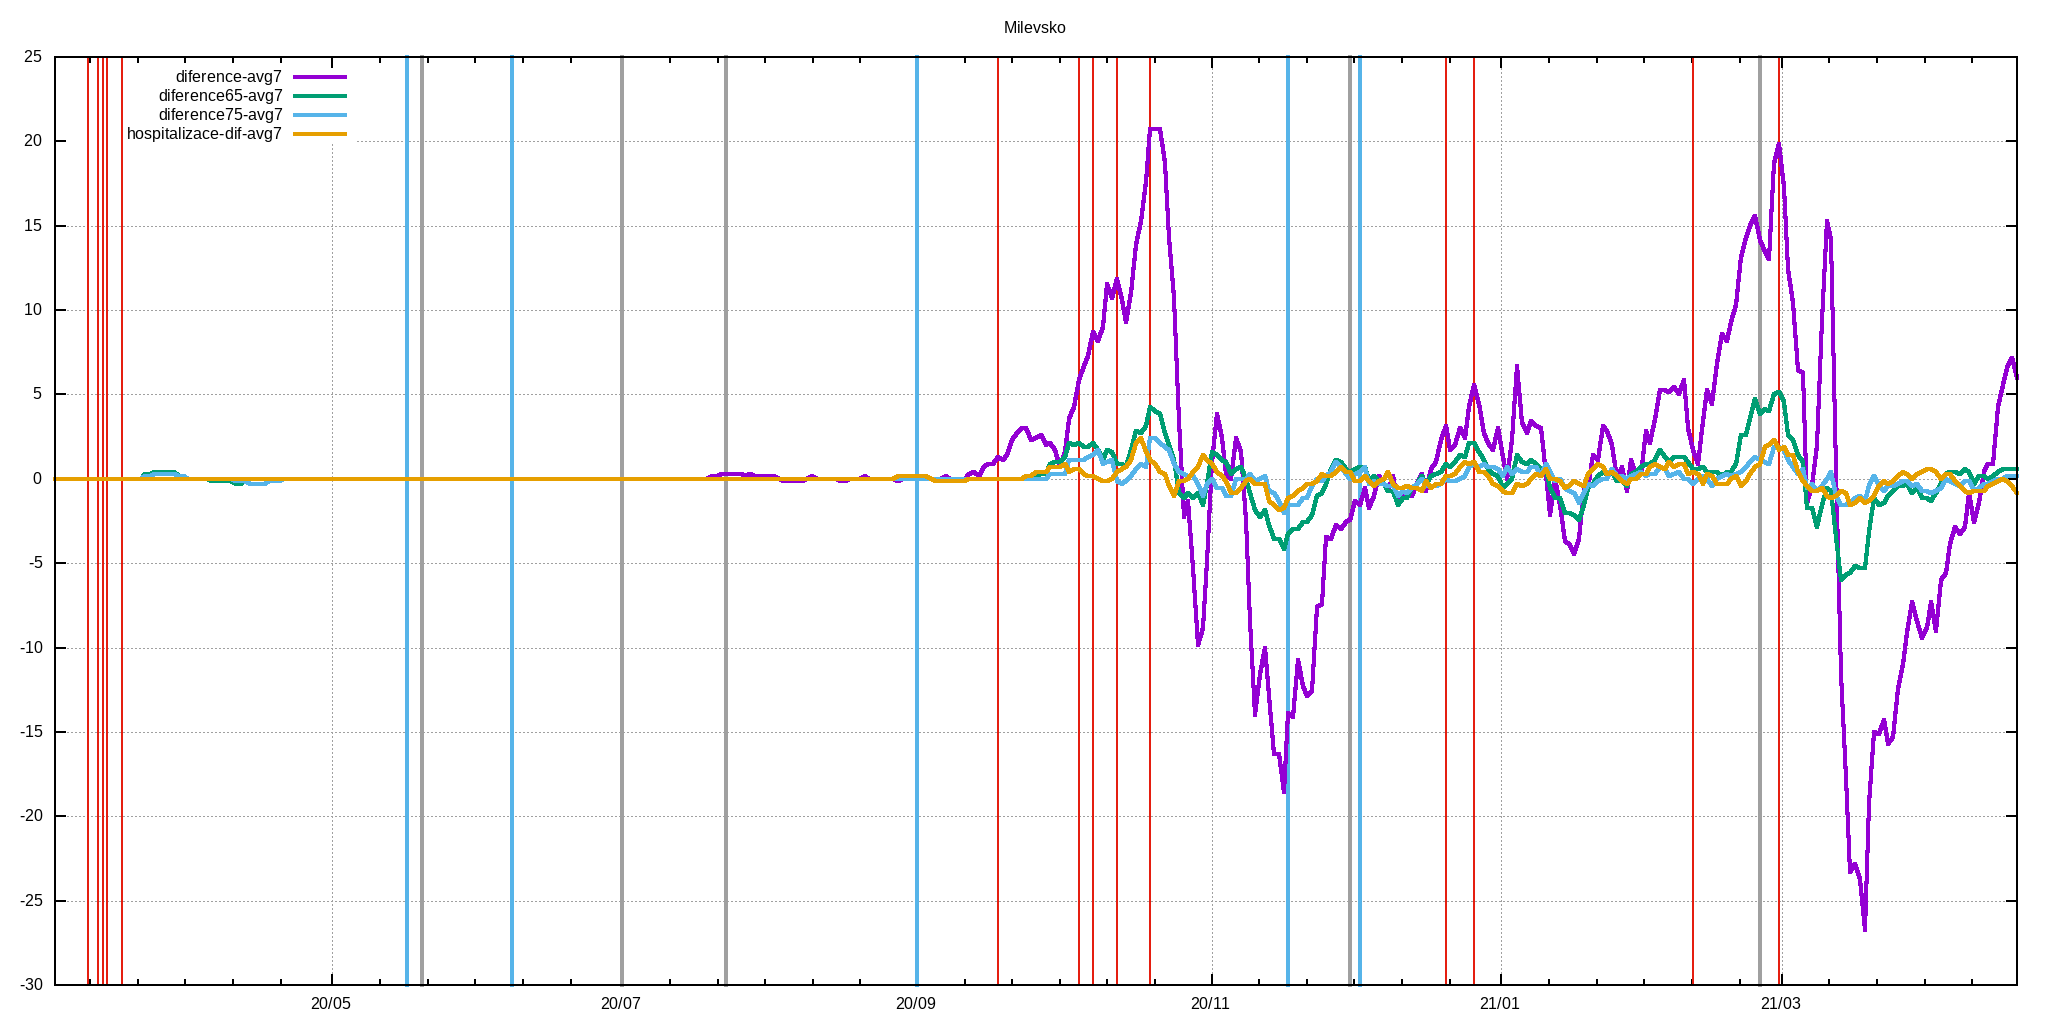 Milevsko
25
diference-avg7
diference65-avg7
diference75-avg7
hospitalizace-dif-avg7
20
15
10
5
0
-5
-10
-15
-20
-25
-30
20/05 20/07 20/09 20/11 21/01 21/03